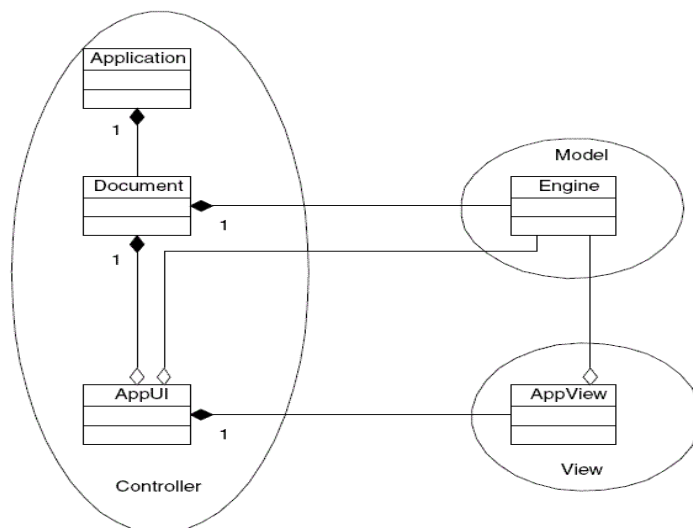 Application
1
Model
Document
Engine
1
1
AppUI
AppView
1
View
Controller